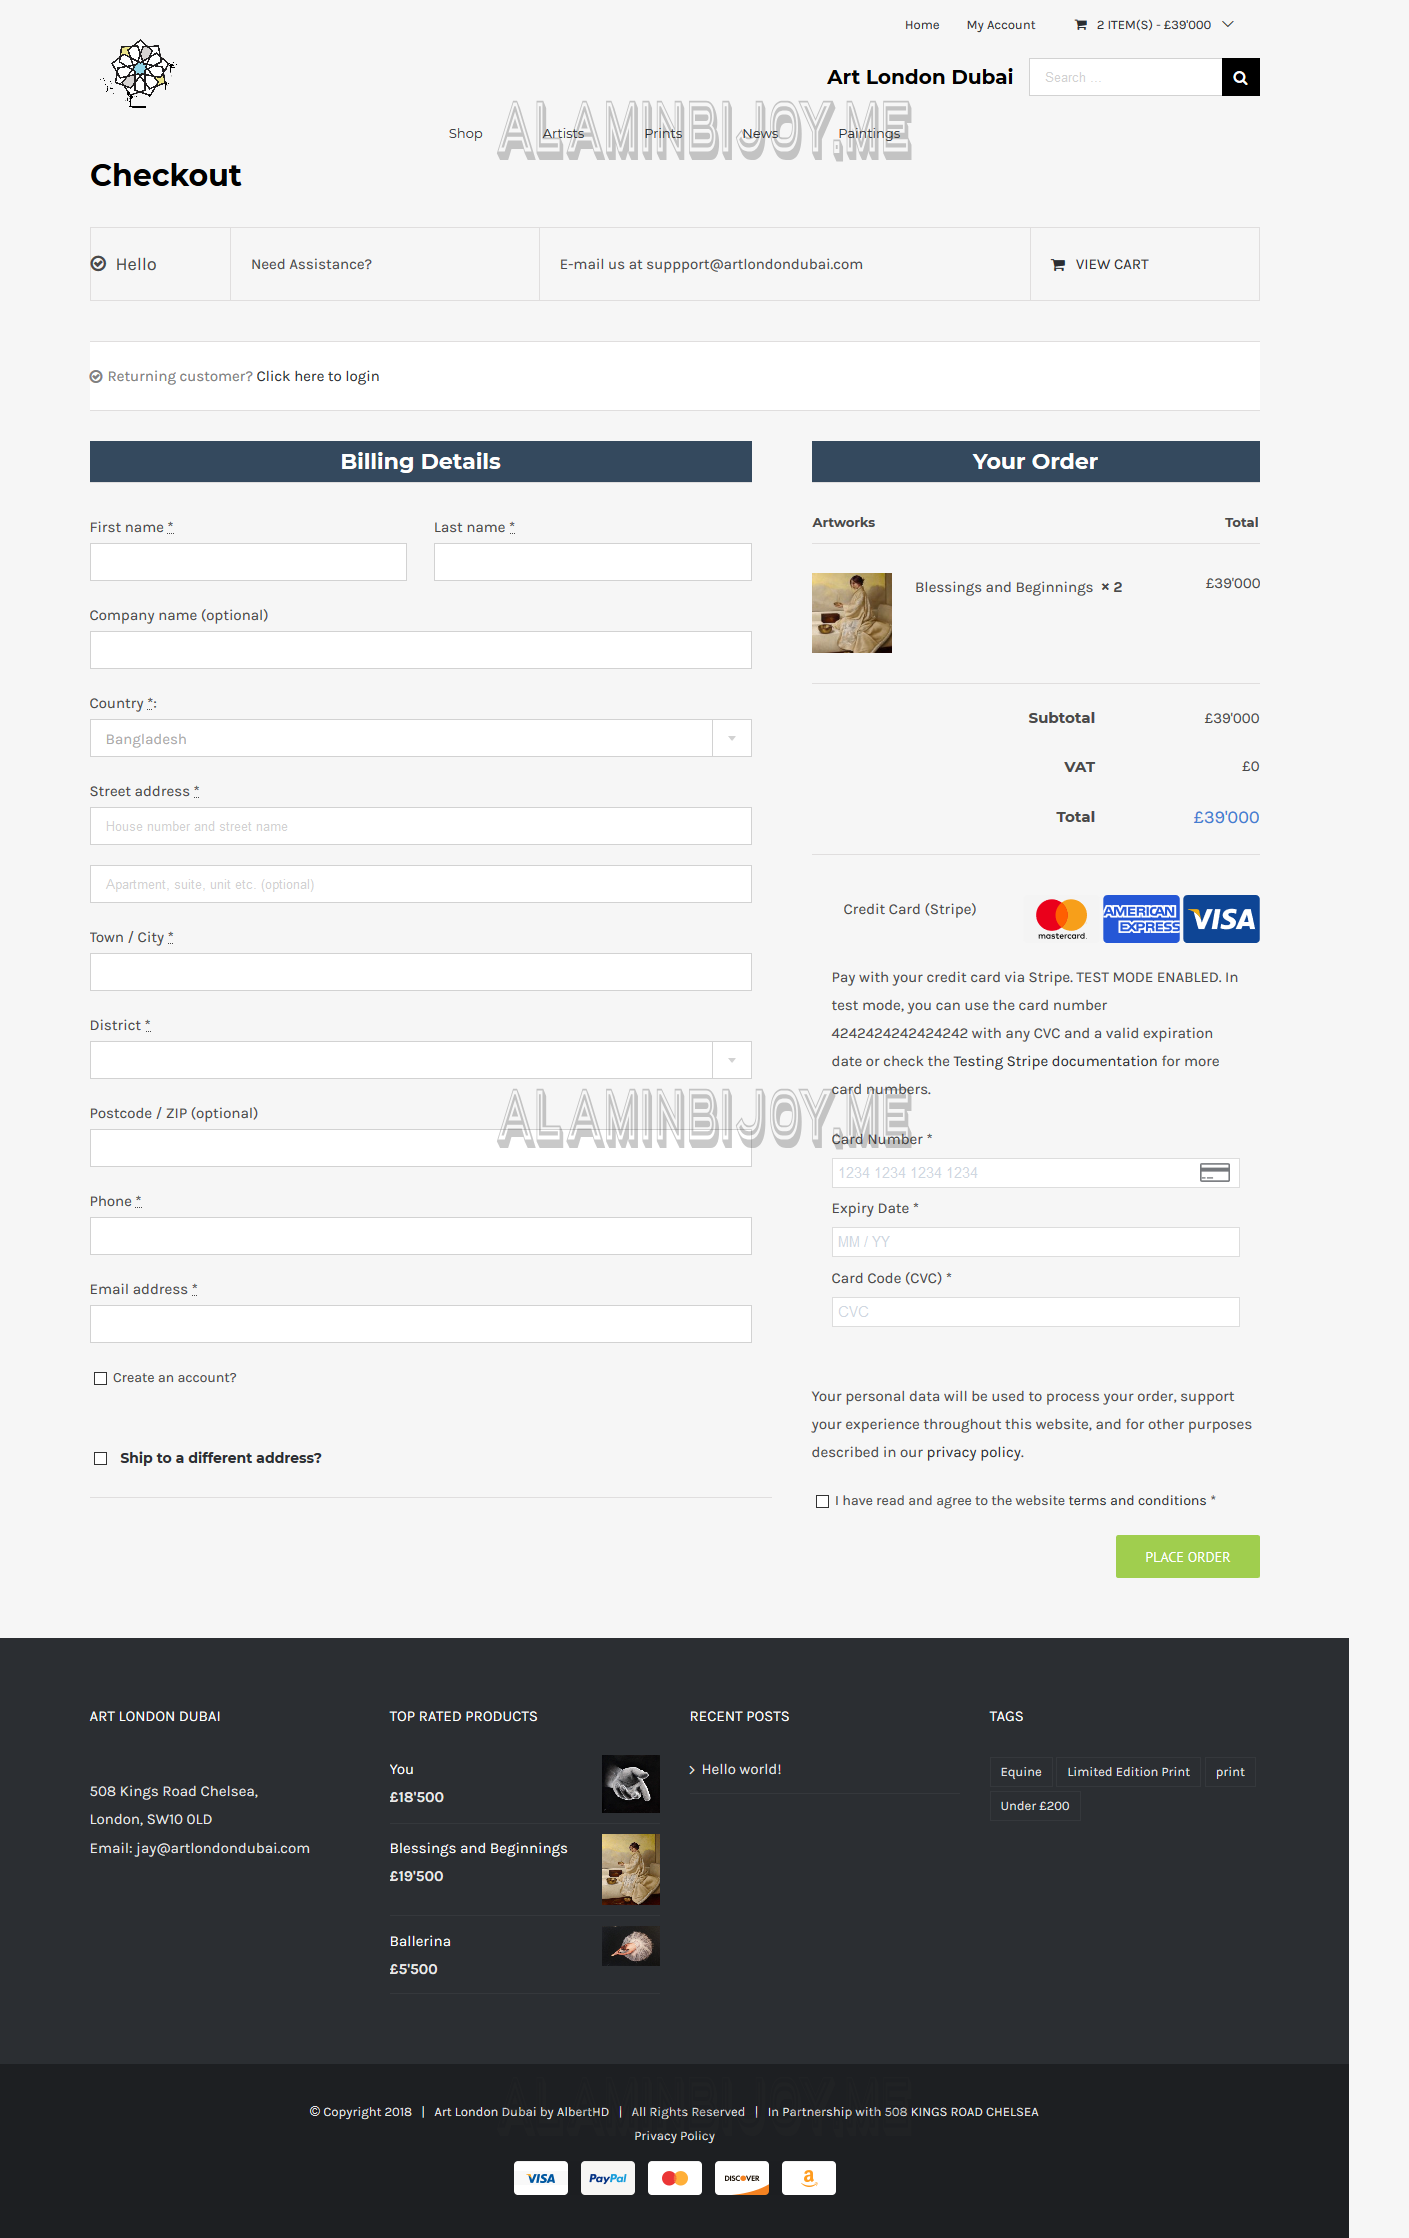 Home
My Account
2 ITEM(S) - £39'000
Art London Dubai
Search ...
ALAMINBIJOY.ME
Shop
Artists
Prints
News
Paintings
Checkout
Hello
Need Assistance?
E-mail us at suppport@artlondondubai.com
VIEW CART
Returning customer? Click here to login
Billing Details
First name *
Last name *
Company name (optional)
Country *:
Bangladesh
Street address *
House number and street name
Apartment, suite, unit etc. (optional)
Town / City *
District *
Postcode / ZIP (optional)
ALAMINBIJOY.ME
Phone *
Email address *
Create an account?
Ship to a different address?
Your Order
Artworks
Total
Blessings and Beginnings × 2
£39'000
Subtotal
£39'000
VAT
£0
Total
£39'000
Credit Card (Stripe)
mastercard.
AMERICAN
EXPRESS
VISA
Pay with your credit card via Stripe. TEST MODE ENABLED. In
test mode, you can use the card number
4242424242424242 with any CVC and a valid expiration
date or check the Testing Stripe documentation for more
card numbers.
Card Number *
1234 1234 1234 1234
Expiry Date *
MM / YY
Card Code (CVC) *
CVC
Your personal data will be used to process your order, support
your experience throughout this website, and for other purposes
described in our privacy policy.
I have read and agree to the website terms and conditions *
PLACE ORDER
ART LONDON DUBAI
508 Kings Road Chelsea,
London, SW10 0LD
Email: jay@artlondondubai.com
TOP RATED PRODUCTS
You
£18'500
Blessings and Beginnings
£19'500
Ballerina
£5'500
RECENT POSTS
Hello world!
TAGS
Equine
Limited Edition Print
print
Under £200
ALAMINBIJOY.ME
© Copyright 2018 | Art London Dubai by AlbertHD | All Rights Reserved | In Partnership with 508 KINGS ROAD CHELSEA
Privacy Policy
VISA
PayPal
DISCOVER
a